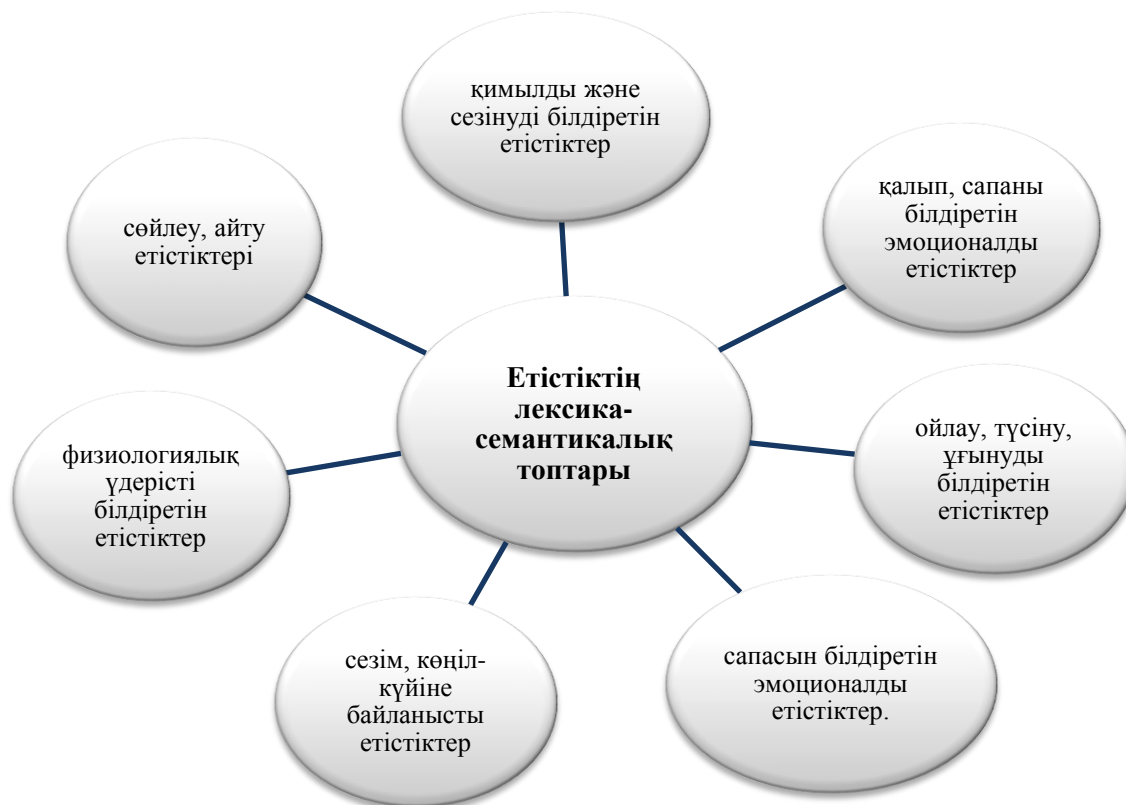 қимылды және
сезінуді білдіретін
етістіктер
қалып, сапаны
білдіретін
эмоционалды
етістіктер
ойлау, түсіну,
ұғынуды
білдіретін
етістіктер
сапасын білдіретін
эмоционалды
етістіктер.
сезім, көңіл-
күйіне
байланысты
етістіктер
физиологиялық
үдерісті
білдіретін
етістіктер
сөйлеу, айту
етістіктері
Етістіктің
лексика-
семантикалық
топтары